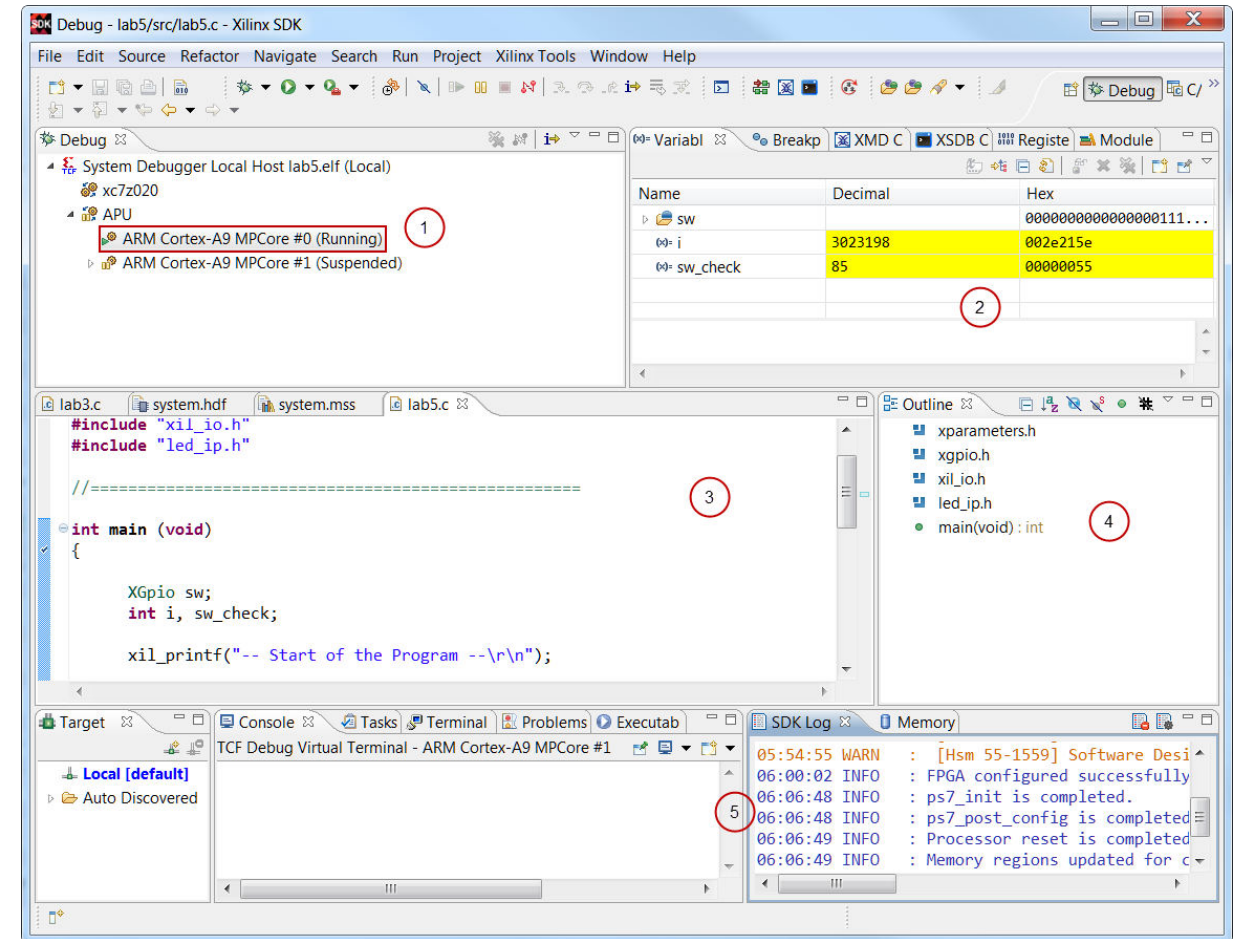 Debug - lab5/src/lab5.c - Xilinx SDK
File Edit Source Refactor Navigate Search Run Project Xilinx Tools Window Help
Debug C/
Debug
System Debugger Local Host lab5.elf (Local)
xc7z020
APU
ARM Cortex-A9 MPCore #0 (Running)
ARM Cortex-A9 MPCore #1 (Suspended)
1
(x)= Variabl Breakp XMD C XSDB C Registe Module
Name Decimal Hex
sw 0000000000000000111...
(x)= i 3023198 002e215e
(x)= sw_check 85 00000055
2
lab3.c system.hdf system.mss lab5.c
#include "xil_io.h"
#include "led_ip.h"
//====================================================
int main (void)
{
XGpio sw;
int i, sw_check;
xil_printf("-- Start of the Program --\r\n");
3
Outline
xparameters.h
xgpio.h
xil_io.h
led_ip.h
main(void) : int
4
Target
Local [default]
Auto Discovered
Console Tasks Terminal Problems Executab
TCF Debug Virtual Terminal - ARM Cortex-A9 MPCore #1
5
SDK Log Memory
05:54:55 WARN : [Hsm 55-1559] Software Desi
06:00:02 INFO : FPGA configured successfully
06:06:48 INFO : ps7_init is completed.
06:06:48 INFO : ps7_post_config is completed
06:06:49 INFO : Processor reset is completed
06:06:49 INFO : Memory regions updated for c